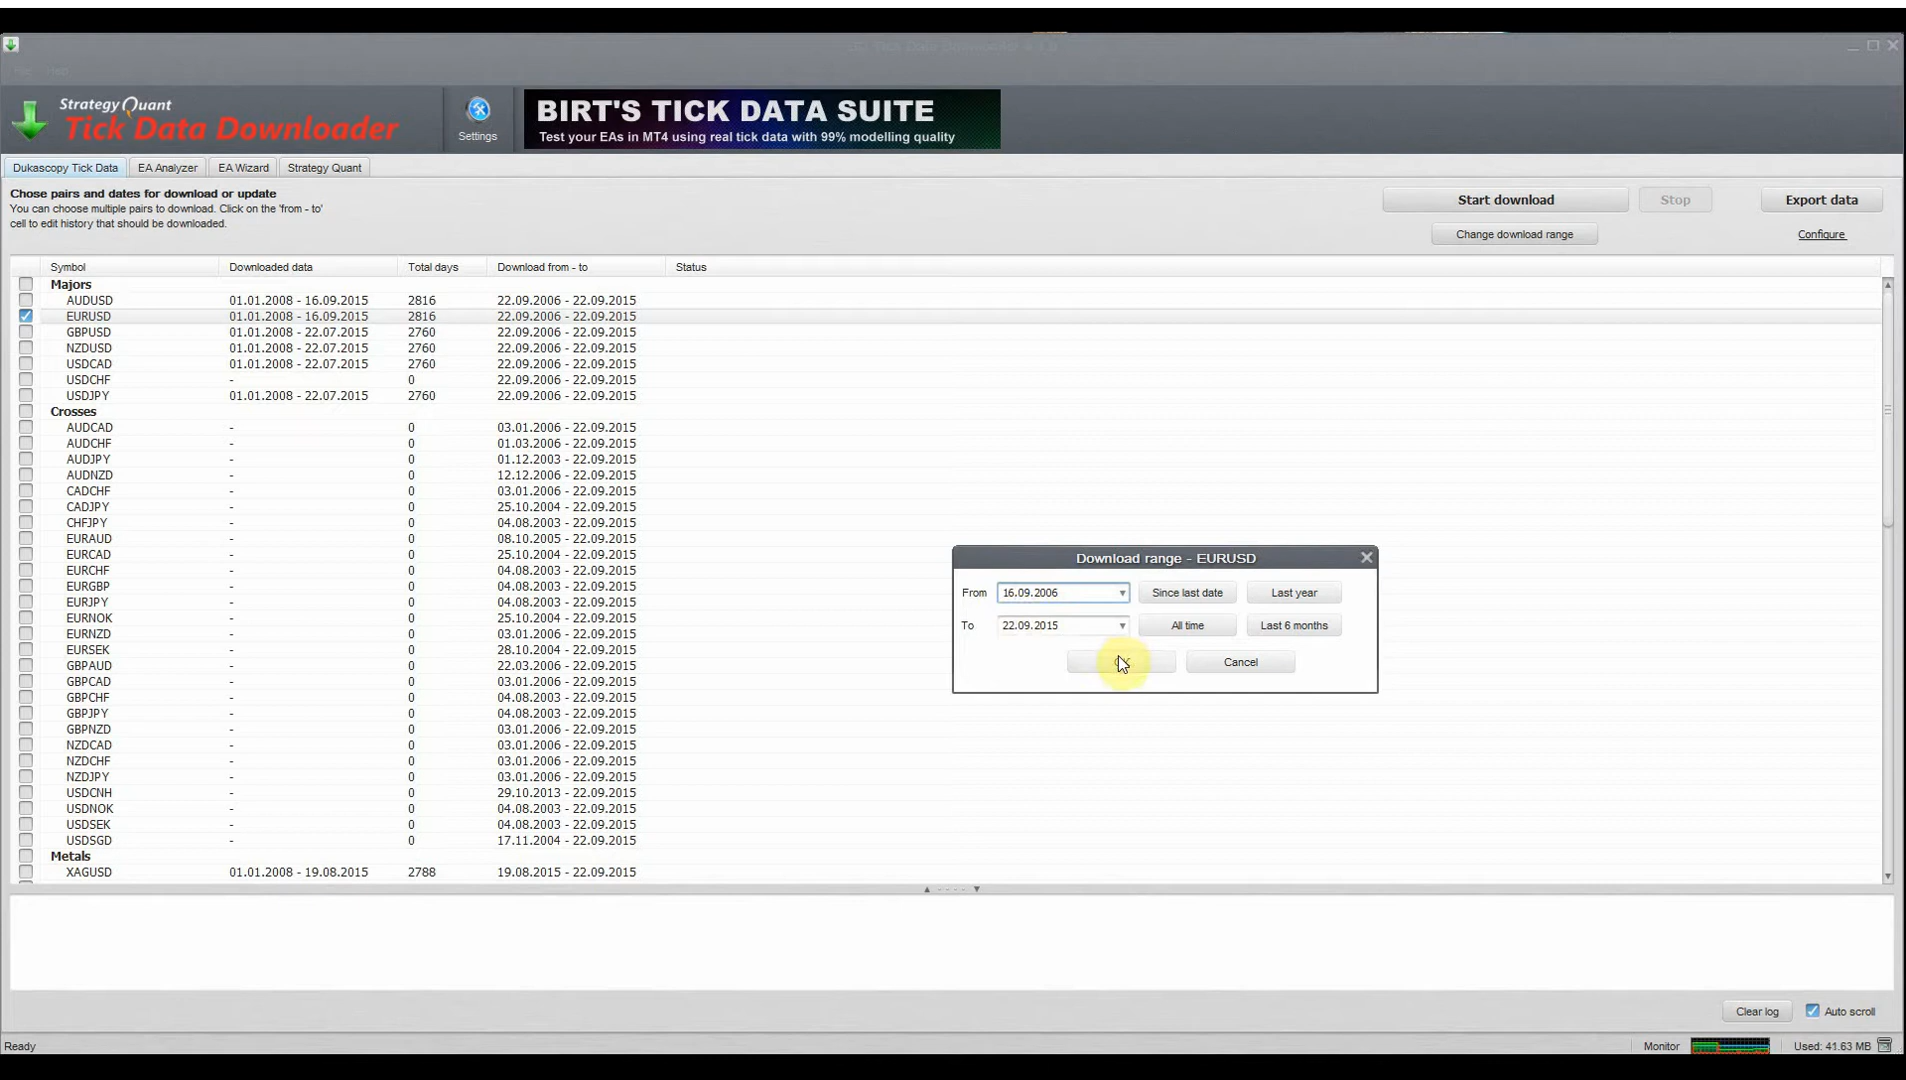 StrategyQuant
Tick Data Downloader
Settings
BIRT'S TICK DATA SUITE
Test your EAs in MT4 using real tick data with 99% modelling quality
Dukascopy Tick Data EA Analyzer EA Wizard Strategy Quant
Chose pairs and dates for download or update
You can choose multiple pairs to download. Click on the 'from - to'
cell to edit history that should be downloaded.
Start download Stop Export data
Change download range Configure
Symbol Downloaded data Total days Download from - to Status
Majors
AUDUSD 01.01.2008 - 16.09.2015 2816 22.09.2006 - 22.09.2015
EURUSD 01.01.2008 - 16.09.2015 2816 22.09.2006 - 22.09.2015
GBPUSD 01.01.2008 - 22.07.2015 2760 22.09.2006 - 22.09.2015
NZDUSD 01.01.2008 - 22.07.2015 2760 22.09.2006 - 22.09.2015
USDCAD 01.01.2008 - 22.07.2015 2760 22.09.2006 - 22.09.2015
USDCHF - 0 22.09.2006 - 22.09.2015
USDJPY 01.01.2008 - 22.07.2015 2760 22.09.2006 - 22.09.2015
Crosses
AUDCAD - 0 03.01.2006 - 22.09.2015
AUDCHF - 0 01.03.2006 - 22.09.2015
AUDJPY - 0 01.12.2003 - 22.09.2015
AUDNZD - 0 12.12.2006 - 22.09.2015
CADCHF - 0 03.01.2006 - 22.09.2015
CADJPY - 0 25.10.2004 - 22.09.2015
CHFJPY - 0 04.08.2003 - 22.09.2015
EURAUD - 0 08.10.2005 - 22.09.2015
EURCAD - 0 25.10.2004 - 22.09.2015
EURCHF - 0 04.08.2003 - 22.09.2015
EURGBP - 0 04.08.2003 - 22.09.2015
EURJPY - 0 04.08.2003 - 22.09.2015
EURNOK - 0 25.10.2004 - 22.09.2015
EURNZD - 0 03.01.2006 - 22.09.2015
EURSEK - 0 28.10.2004 - 22.09.2015
GBPAUD - 0 22.03.2006 - 22.09.2015
GBPCAD - 0 03.01.2006 - 22.09.2015
GBPCHF - 0 04.08.2003 - 22.09.2015
GBPJPY - 0 04.08.2003 - 22.09.2015
GBPNZD - 0 03.01.2006 - 22.09.2015
NZDCAD - 0 03.01.2006 - 22.09.2015
NZDCHF - 0 03.01.2006 - 22.09.2015
NZDJPY - 0 03.01.2006 - 22.09.2015
USDCNH - 0 29.10.2013 - 22.09.2015
USDNOK - 0 04.08.2003 - 22.09.2015
USDSEK - 0 04.08.2003 - 22.09.2015
USDSGD - 0 17.11.2004 - 22.09.2015
Metals
XAGUSD 01.01.2008 - 19.08.2015 2788 19.08.2015 - 22.09.2015
Download range - EURUSD
From 16.09.2006 Since last date Last year
To 22.09.2015 All time Last 6 months
Cancel
Clear log Auto scroll
Ready Monitor Used: 41.63 MB